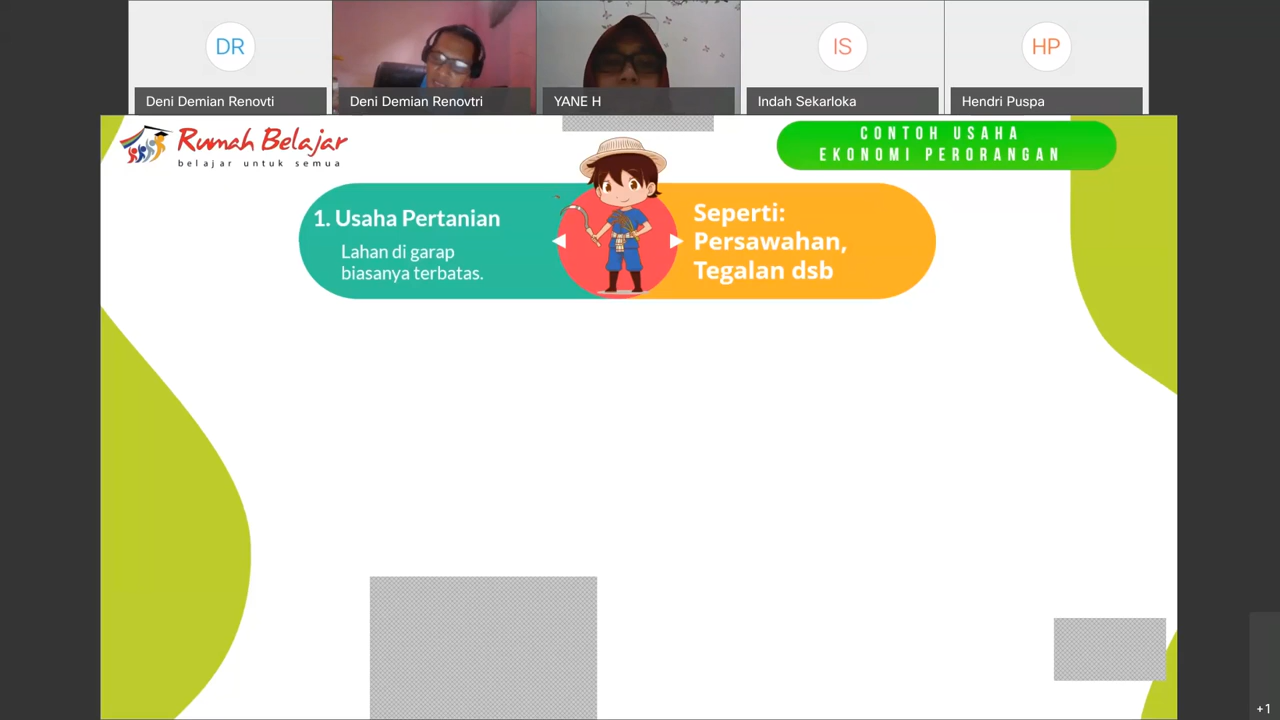 DR
IS
HP
Deni Demian Renovti
Deni Demian Renovtri
YANE H
Indah Sekarloka
Hendri Puspa
Rumah Belajar
belajar untuk semua
CONTOH USAHA
EKONOMI PERORANGAN
1. Usaha Pertanian
Lahan di garap
biasanya terbatas.
Seperti:
Persawahan,
Tegalan dsb
+1